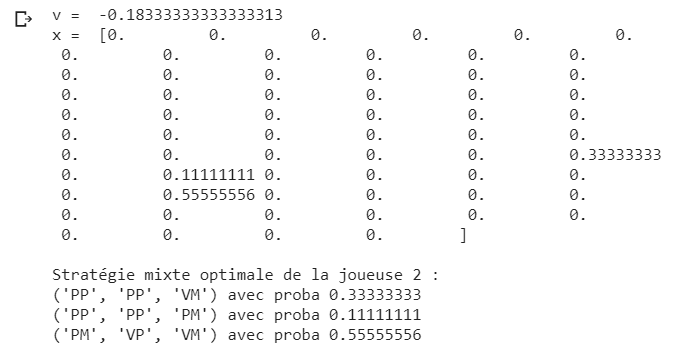 v =  -0.18333333333333313
x =  [0.         0.         0.         0.         0.         0.
 0.         0.         0.         0.         0.         0.
 0.         0.         0.         0.         0.         0.
 0.         0.         0.         0.         0.         0.
 0.         0.         0.         0.         0.         0.
 0.         0.         0.         0.         0.         0.
 0.         0.         0.         0.         0.         0.33333333
 0.         0.11111111 0.         0.         0.         0.
 0.         0.55555556 0.         0.         0.         0.
 0.         0.         0.         0.         0.         0.
 0.         0.         0.         0.        ]
Stratégie mixte optimale de la joueuse 2 :
('PP', 'PP', 'VM') avec proba 0.33333333
('PP', 'PP', 'PM') avec proba 0.11111111
('PM', 'VP', 'VM') avec proba 0.55555556